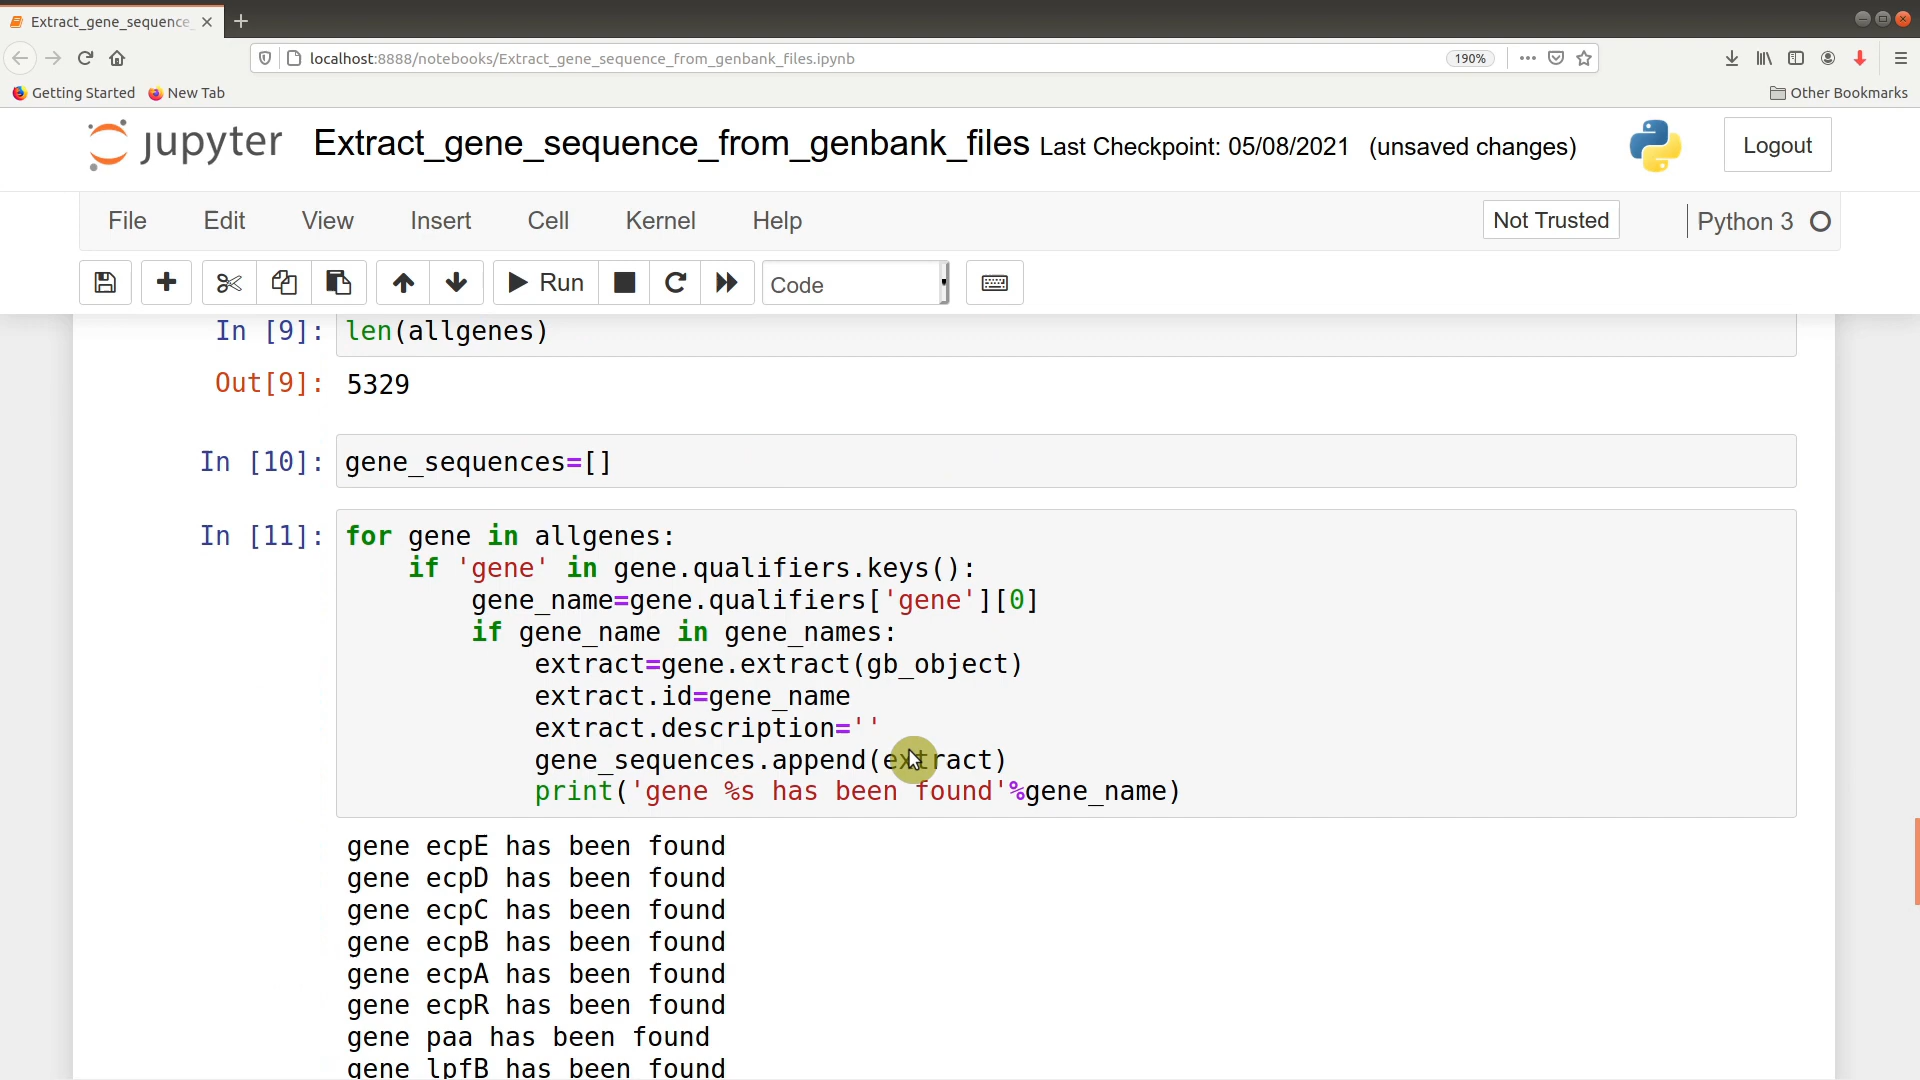 Extract_gene_sequence_
localhost:8888/notebooks/Extract_gene_sequence_from_genbank_files.ipynb
190%
Getting Started
New Tab
Other Bookmarks
jupyter
Extract_gene_sequence_from_genbank_files Last Checkpoint: 05/08/2021 (unsaved changes)
Logout
File Edit View Insert Cell Kernel Help
Not Trusted
Python 3
Run
Code
In [9]: len(allgenes)
Out[9]: 5329
In [10]: gene_sequences=[]
In [11]: for gene in allgenes:
    if 'gene' in gene.qualifiers.keys():
        gene_name=gene.qualifiers['gene'][0]
        if gene_name in gene_names:
            extract=gene.extract(gb_object)
            extract.id=gene_name
            extract.description=''
            gene_sequences.append(extract)
            print('gene %s has been found'%gene_name)
gene ecpE has been found
gene ecpD has been found
gene ecpC has been found
gene ecpB has been found
gene ecpA has been found
gene ecpR has been found
gene paa has been found
gene lpfB has been found